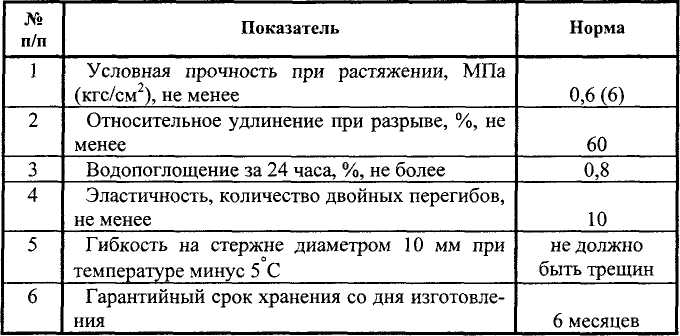 № Показатель Норма
п/п
1 Условная прочность при растяжении, МПа
(кгс/см²), не менее 0,6 (6)
2 Относительное удлинение при разрыве, %, не
менее 60
3 Водопоглощение за 24 часа, %, не более 0,8
4 Эластичность, количество двойных перегибов,
не менее 10
5 Гибкость на стержне диаметром 10 мм при не должно
температуре минус 5°С быть трещин
6 Гарантийный срок хранения со дня изготовле-
ния 6 месяцев